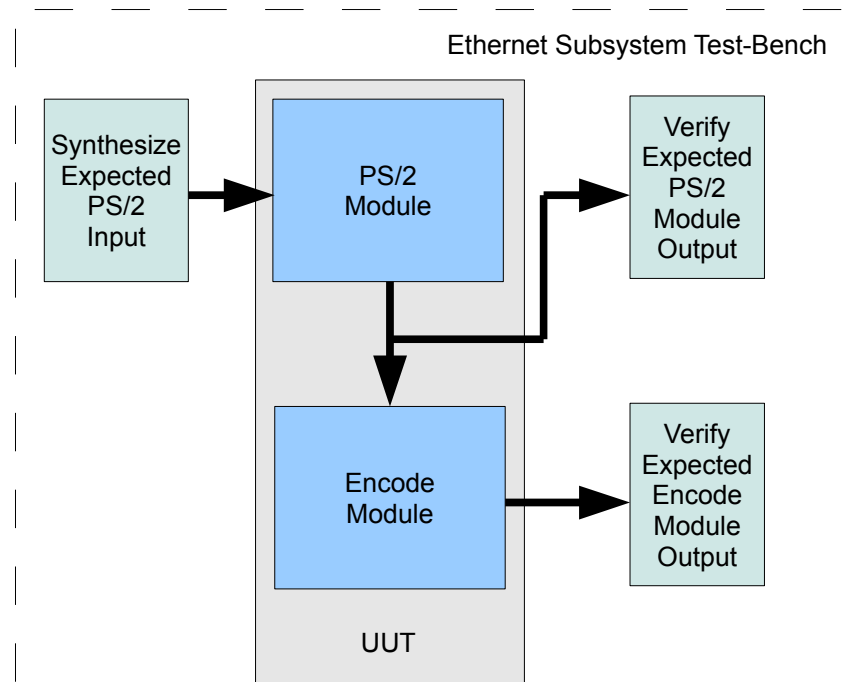 Ethernet Subsystem Test-Bench
Synthesize
Expected
PS/2
Input
PS/2
Module
Verify
Expected
PS/2
Module
Output
Encode
Module
Verify
Expected
Encode
Module
Output
UUT